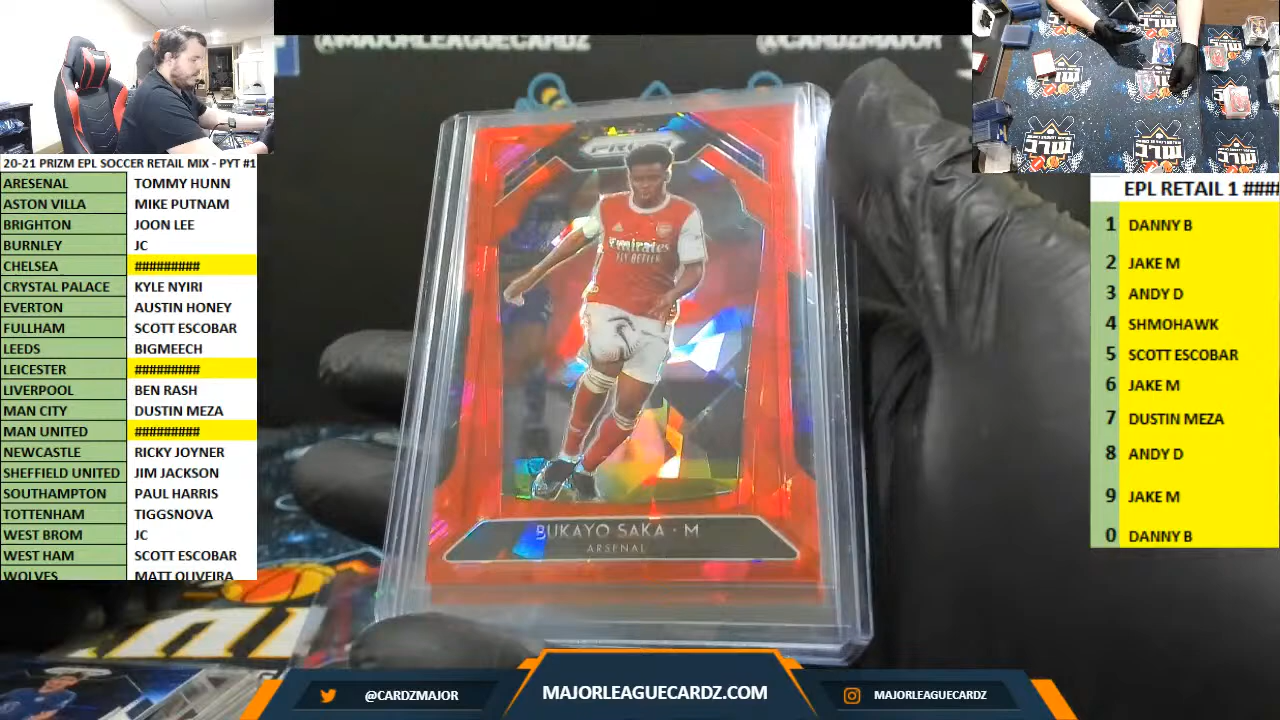 @MAJORLEAGUECARDZ
@CARDZMAJOR
20-21 PRIZM EPL SOCCER RETAIL MIX - PYT #1
ARESENAL TOMMY HUNN
ASTON VILLA MIKE PUTNAM
BRIGHTON JOON LEE
BURNLEY JC
CHELSEA #########
CRYSTAL PALACE KYLE NYIRI
EVERTON AUSTIN HONEY
FULLHAM SCOTT ESCOBAR
LEEDS BIGMEECH
LEICESTER #########
LIVERPOOL BEN RASH
MAN CITY DUSTIN MEZA
MAN UNITED #########
NEWCASTLE RICKY JOYNER
SHEFFIELD UNITED JIM JACKSON
SOUTHAMPTON PAUL HARRIS
TOTTENHAM TIGGSNOVA
WEST BROM JC
WEST HAM SCOTT ESCOBAR
WOLVES MATT OLIVEIRA
PRIZM
Emirates
FLY BETTER
BUKAYO SAKA · M
ARSENAL
EPL RETAIL 1 ####
1 DANNY B
2 JAKE M
3 ANDY D
4 SHMOHAWK
5 SCOTT ESCOBAR
6 JAKE M
7 DUSTIN MEZA
8 ANDY D
9 JAKE M
0 DANNY B
@CARDZMAJOR
MAJORLEAGUECARDZ.COM
MAJORLEAGUECARDZ